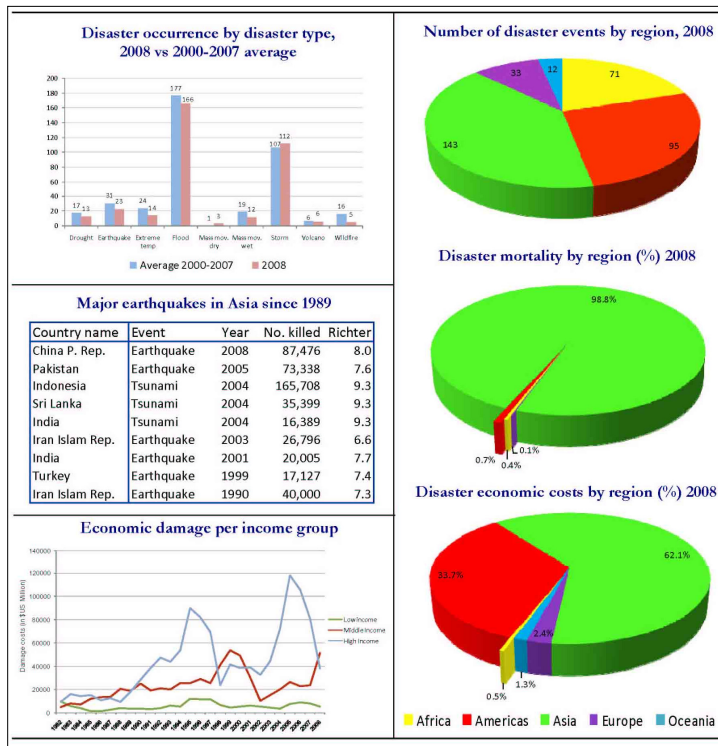 Disaster occurrence by disaster type,
2008 vs 2000-2007 average
200
180
160
140
120
100
80
60
40
20
0
17
13
31
23
24
14
177
166
1
3
19
12
107
112
6
6
16
5
Drought Earthquake Extreme temp Flood Mass mov. dry Mass mov. wet Storm Volcano Wildfire
Average 2000-2007 2008
Major earthquakes in Asia since 1989
Country name Event Year No. killed Richter
China P. Rep. Earthquake 2008 87,476 8.0
Pakistan Earthquake 2005 73,338 7.6
Indonesia Tsunami 2004 165,708 9.3
Sri Lanka Tsunami 2004 35,399 9.3
India Tsunami 2004 16,389 9.3
Iran Islam Rep. Earthquake 2003 26,796 6.6
India Earthquake 2001 20,005 7.7
Turkey Earthquake 1999 17,127 7.4
Iran Islam Rep. Earthquake 1990 40,000 7.3
Economic damage per income group
Damage costs (in $US Million)
140000
120000
100000
80000
60000
40000
20000
0
Low Income
Middle Income
High Income
Number of disaster events by region, 2008
33
12
71
143
95
Disaster mortality by region (%) 2008
98.8%
0.7%
0.4%
0.1%
Disaster economic costs by region (%) 2008
62.1%
33.7%
2.4%
1.3%
0.5%
Africa Americas Asia Europe Oceania